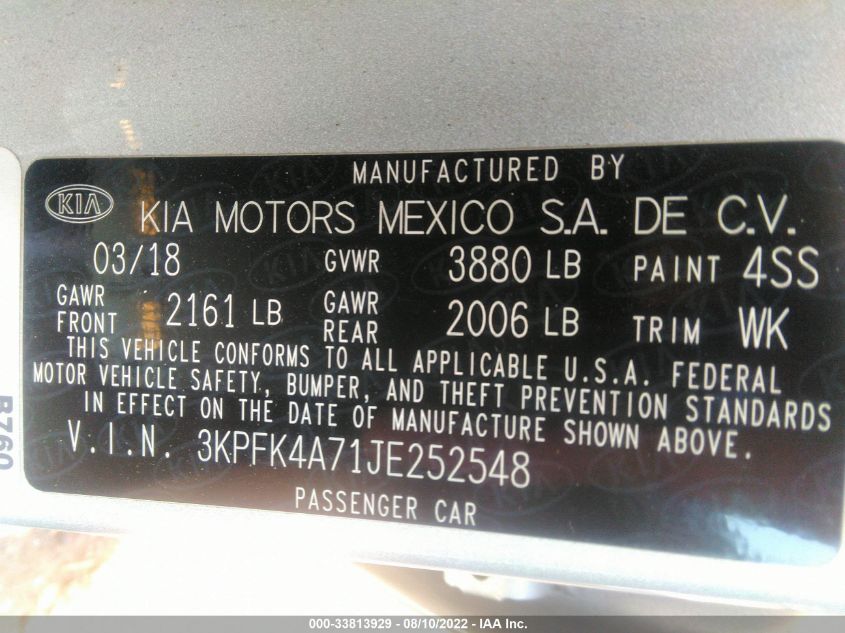 MANUFACTURED BY
KIA KIA MOTORS MEXICO S.A. DE C.V.
03/18 GVWR 3880 LB PAINT 4SS
GAWR FRONT 2161 LB GAWR REAR 2006 LB TRIM WK
THIS VEHICLE CONFORMS TO ALL APPLICABLE U.S.A. FEDERAL
MOTOR VEHICLE SAFETY, BUMPER, AND THEFT PREVENTION STANDARDS
IN EFFECT ON THE DATE OF MANUFACTURE SHOWN ABOVE.
V.I.N. 3KPFK4A71JE252548
PASSENGER CAR
B760
000-33813929 - 08/10/2022 - IAA Inc.